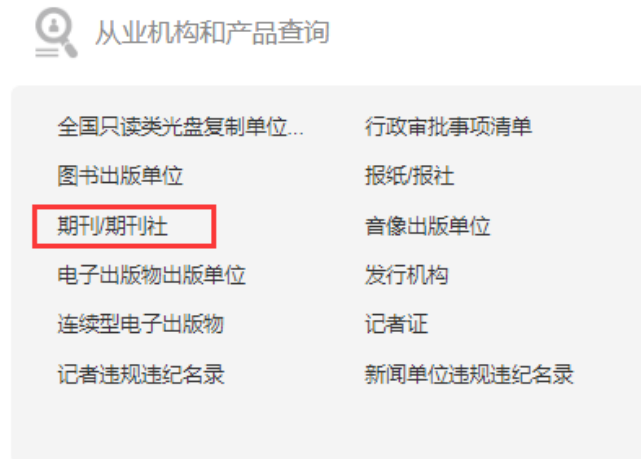 从业机构和产品查询
全国只读类光盘复制单位... 行政审批事项清单
图书出版单位 报纸/报社
期刊/期刊社 音像出版单位
电子出版物出版单位 发行机构
连续型电子出版物 记者证
记者违规违纪名录 新闻单位违规违纪名录